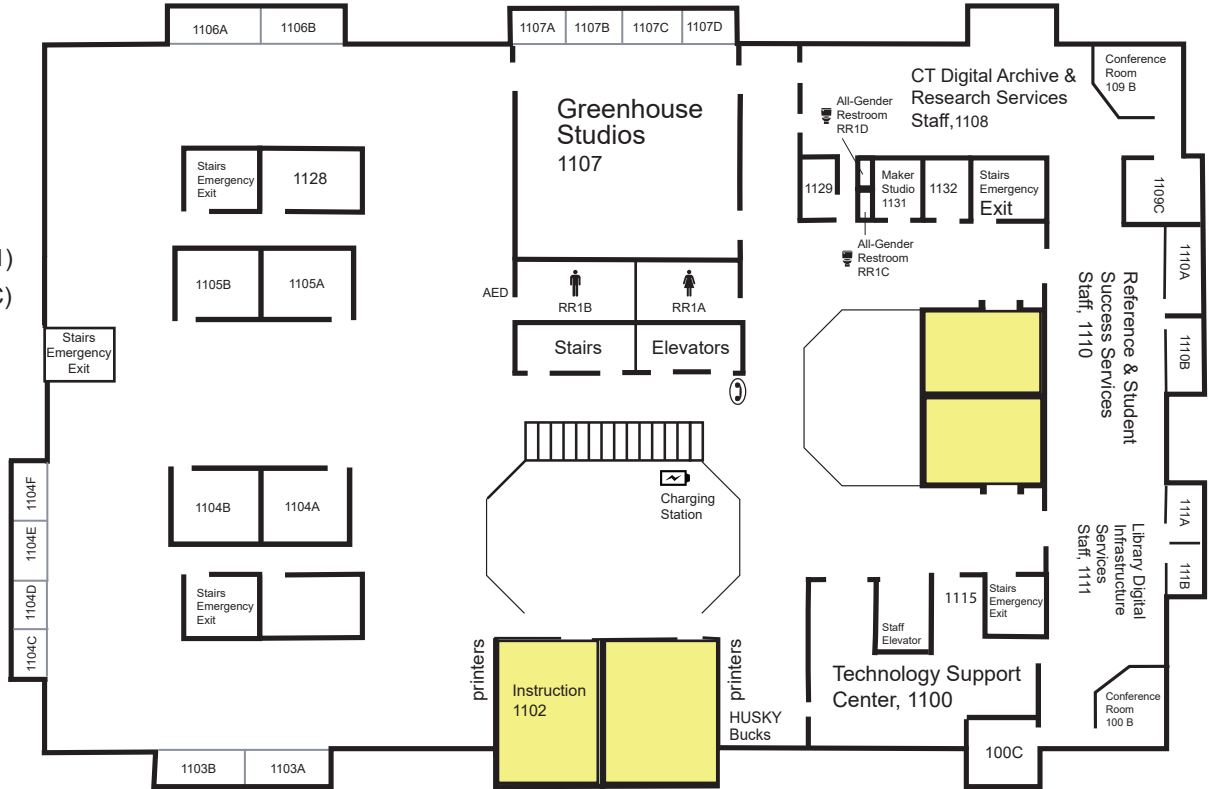 1106A
1106B
1107A
1107B
1107C
1107D
Greenhouse
Studios
1107
CT Digital Archive &
Research Services
Staff,1108
Conference
Room
109 B
All-Gender
Restroom
RR1D
Stairs
Emergency
Exit
1128
1129
Maker
Studio
1131
1132
Stairs
Emergency
Exit
1109C
All-Gender
Restroom
RR1C
1105B
1105A
AED
RR1B
RR1A
1110A
Reference & Student
Success Services
Staff, 1110
1110B
Stairs
Emergency
Exit
Stairs
Elevators
1104F
1104E
1104D
1104C
1104B
1104A
Charging
Station
111A
111B
Library Digital
Infrastructure
Services
Staff, 1111
Stairs
Emergency
Exit
1115
Stairs
Emergency
Exit
Staff
Elevator
printers
Instruction
1102
printers
HUSKY
Bucks
Technology Support
Center, 1100
Conference
Room
100 B
100C
1103B
1103A